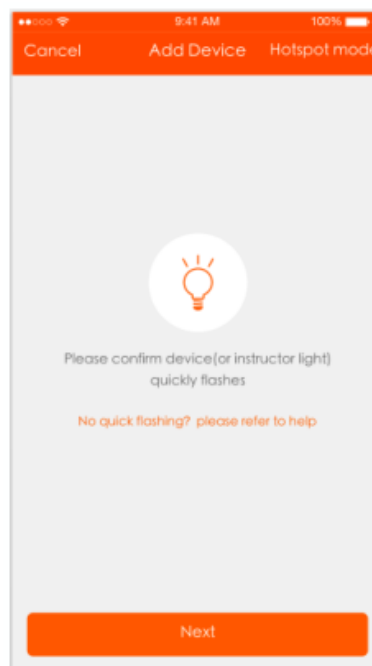 9:41 AM
100%
Cancel
Add Device
Hotspot mode
Please confirm device(or instructor light)
quickly flashes
No quick flashing? please refer to help
Next